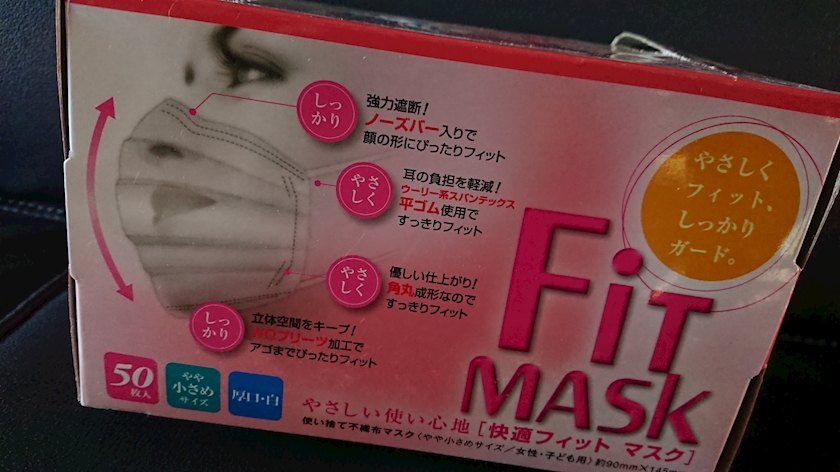 しっ
かり
強力遮断！
ノーズバー入りで
顔の形にぴったりフィット
やさ
しく
耳の負担を軽減！
ウーリー系スパンテックス
平ゴム使用で
すっきりフィット
やさしく
フィット、
しっかり
ガード。
やさ
しく
優しい仕上がり！
角丸成形なので
すっきりフィット
しっ
かり
立体空間をキープ！
プリーツ加工で
アゴまでぴったりフィット
FiT
MASK
50
枚入
やや
小さめ
サイズ
厚口・白
やさしい使い心地［快適フィット マスク］
使い捨て不織布マスク〈やや小さめサイズ／女性・子ども用〉約90mm×145m